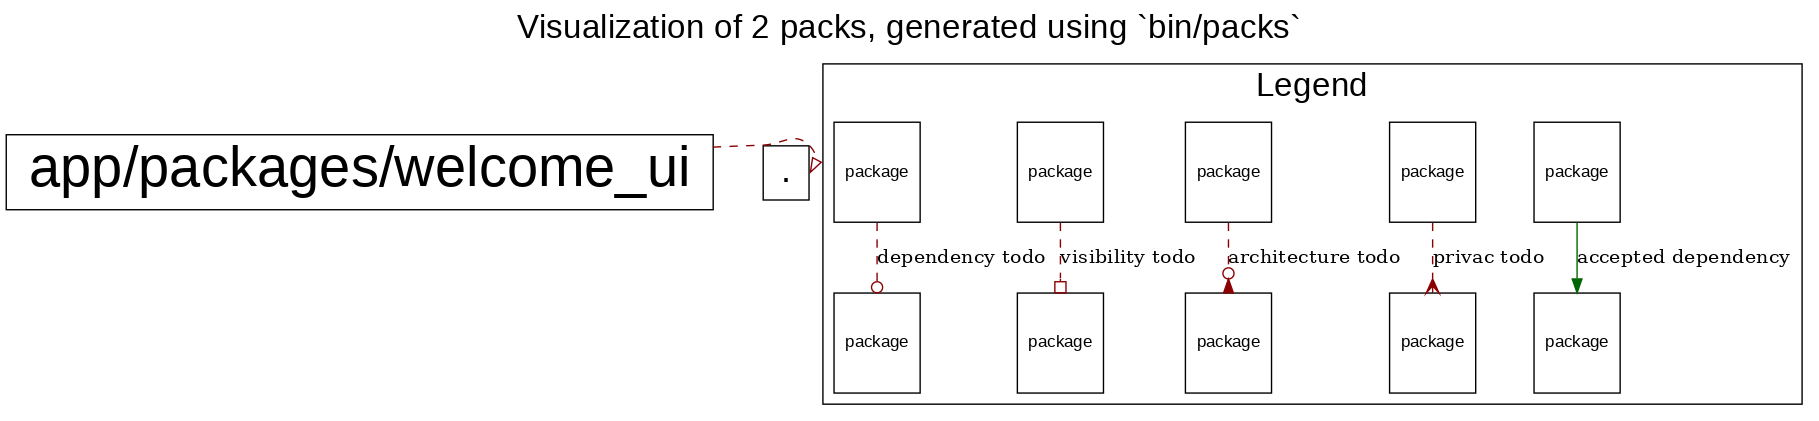 Visualization of 2 packs, generated using `bin/packs`
app/packages/welcome_ui
.
Legend
package
package
package
package
package
dependency todo
visibility todo
architecture todo
privac todo
accepted dependency
package
package
package
package
package